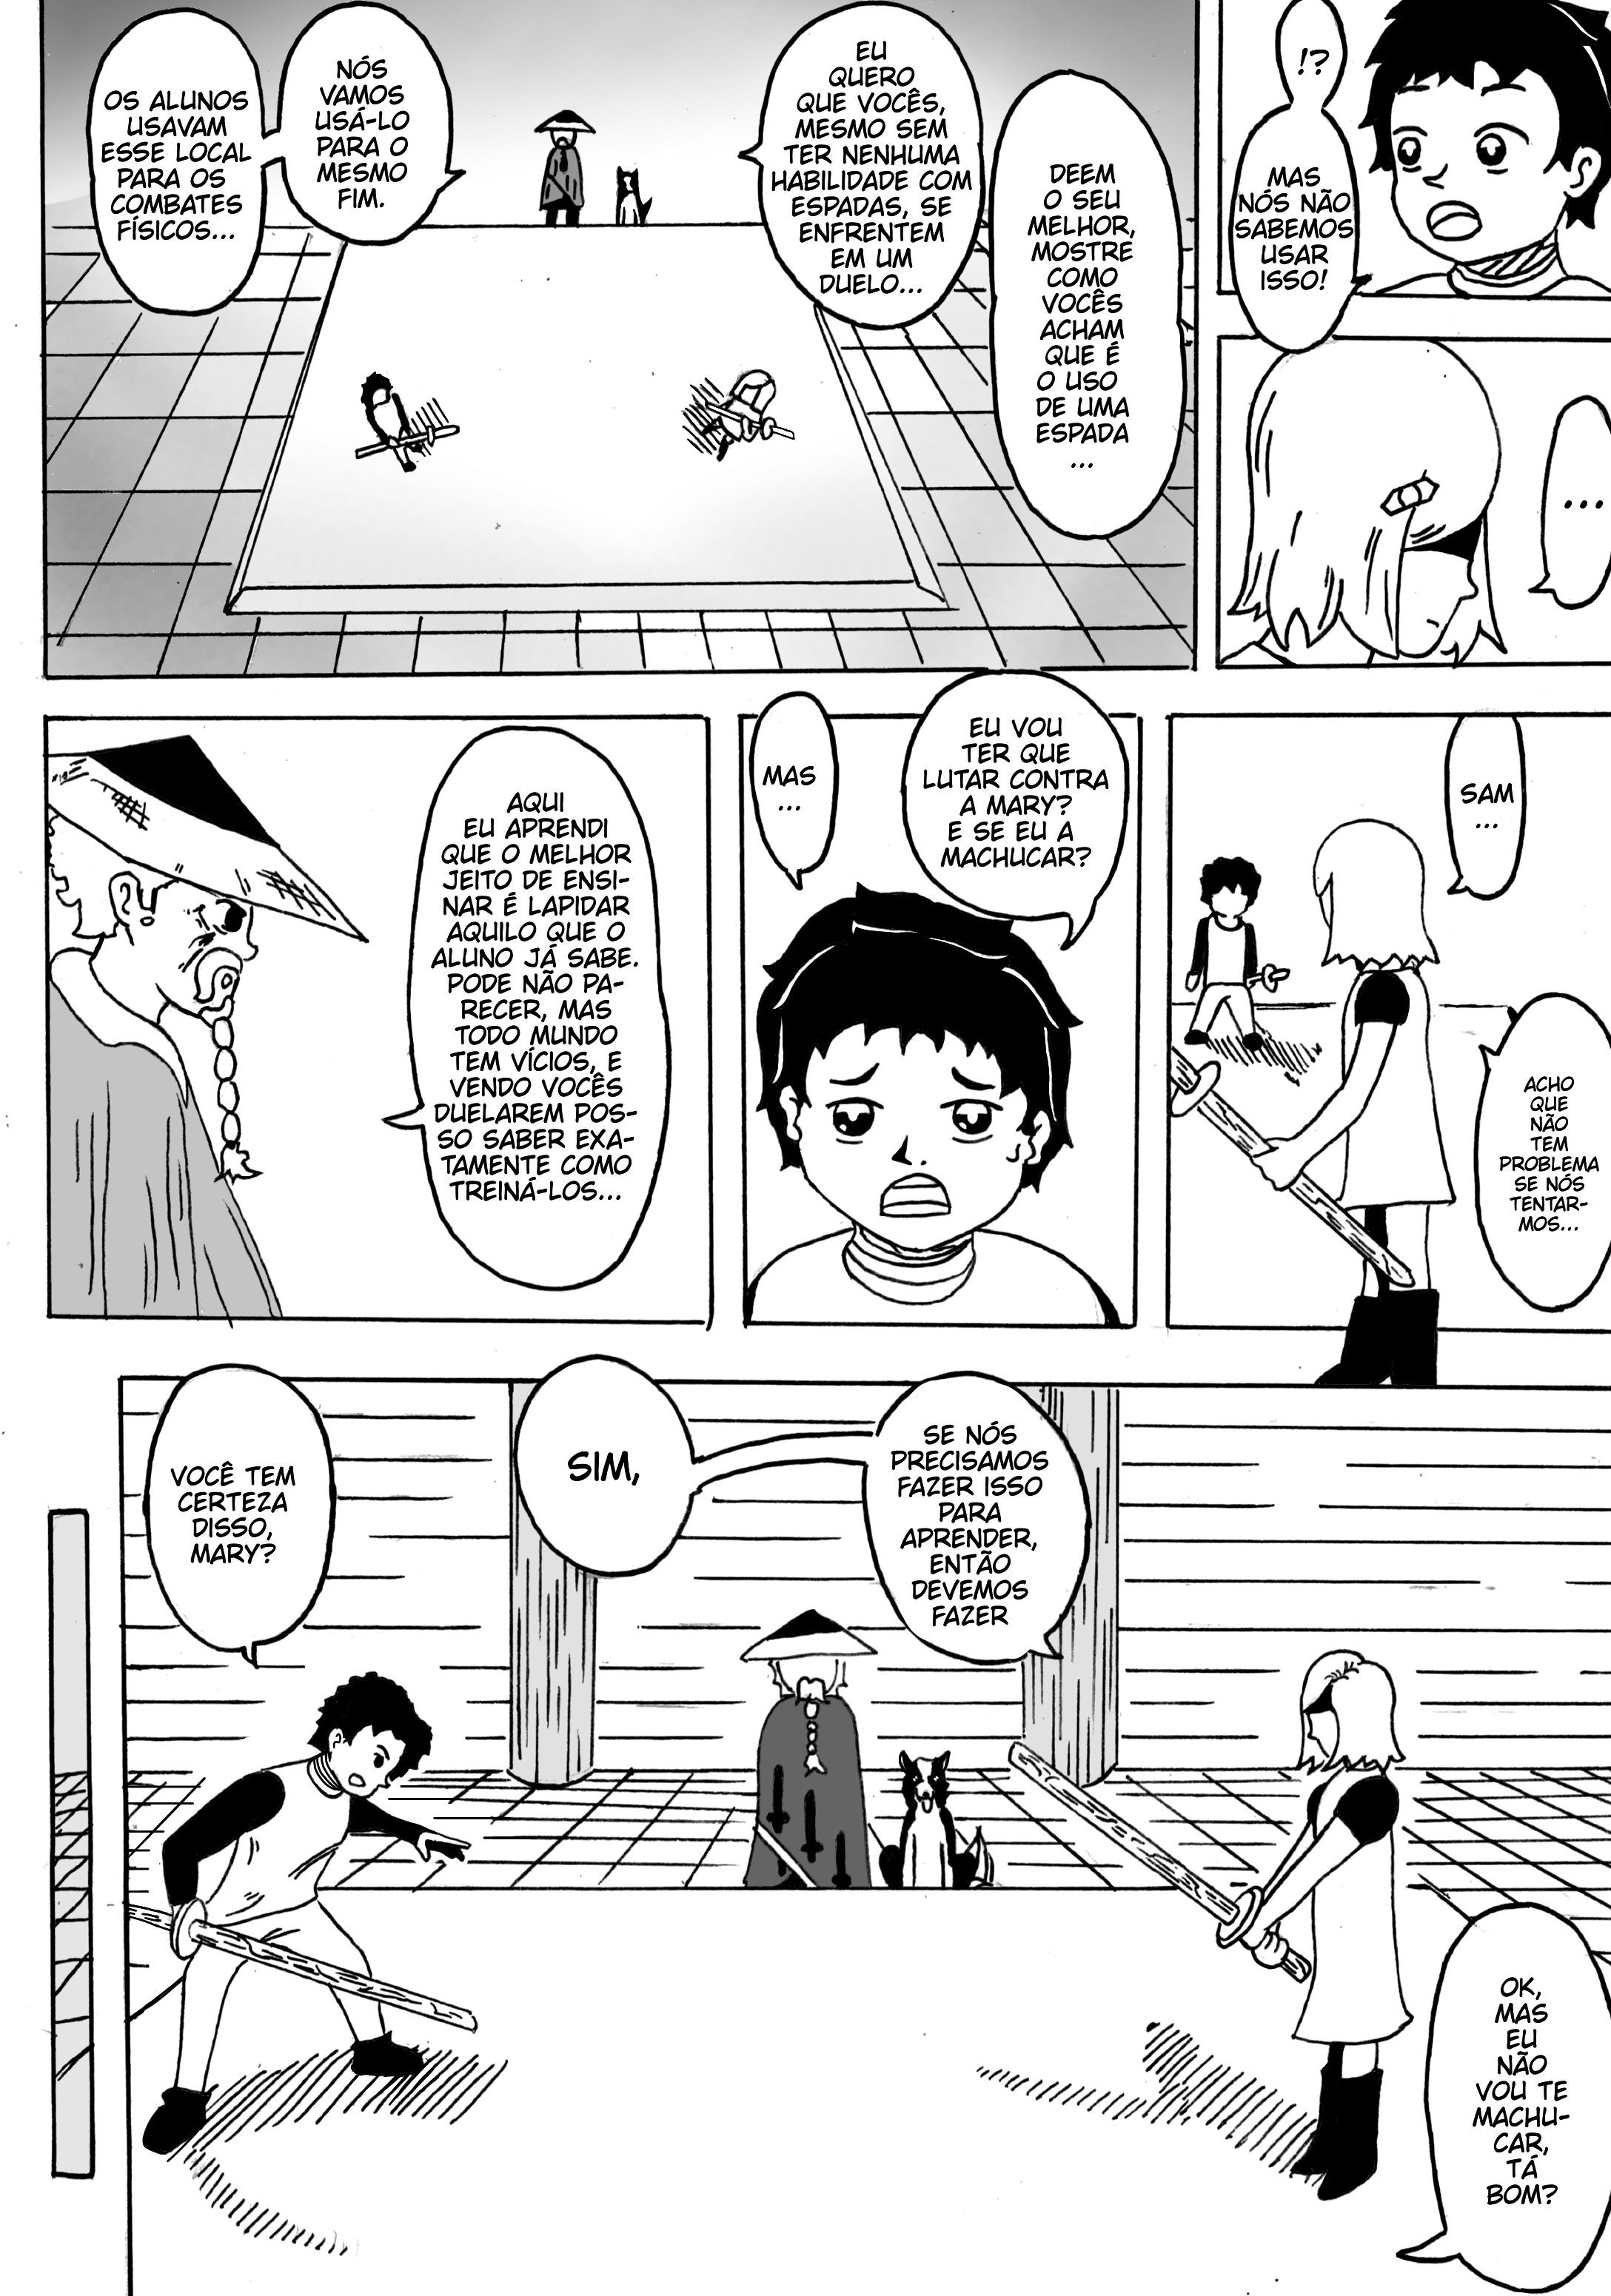 OS ALUNOS
USAVAM
ESSE LOCAL
PARA OS
COMBATES
FÍSICOS...
NÓS
VAMOS
USÁ-LO
PARA O
MESMO
FIM.
EU
QUERO
QUE VOCÊS,
MESMO SEM
TER NENHUMA
HABILIDADE COM
ESPADAS, SE
ENFRENTEM
EM UM
DUELO...
DEEM
O SEU
MELHOR,
MOSTRE
COMO
VOCÊS
ACHAM
QUE É
O USO
DE UMA
ESPADA
...
!?
MAS
NÓS NÃO
SABEMOS
USAR
ISSO!
...
AQUI
EU APRENDI
QUE O MELHOR
JEITO DE ENSI-
NAR É LAPIDAR
AQUILO QUE O
ALUNO JÁ SABE.
PODE NÃO PA-
RECER, MAS
TODO MUNDO
TEM VÍCIOS, E
VENDO VOCÊS
DUELAREM POS-
SO SABER EXA-
TAMENTE COMO
TREINÁ-LOS...
MAS
...
EU VOU
TER QUE
LUTAR CONTRA
A MARY?
E SE EU A
MACHUCAR?
SAM
...
ACHO
QUE
NÃO
TEM
PROBLEMA
SE NÓS
TENTAR-
MOS...
VOCÊ TEM
CERTEZA
DISSO,
MARY?
SIM,
SE NÓS
PRECISAMOS
FAZER ISSO
PARA
APRENDER,
ENTÃO
DEVEMOS
FAZER
OK,
MAS
EU
NÃO
VOU TE
MACHU-
CAR,
TÁ
BOM?